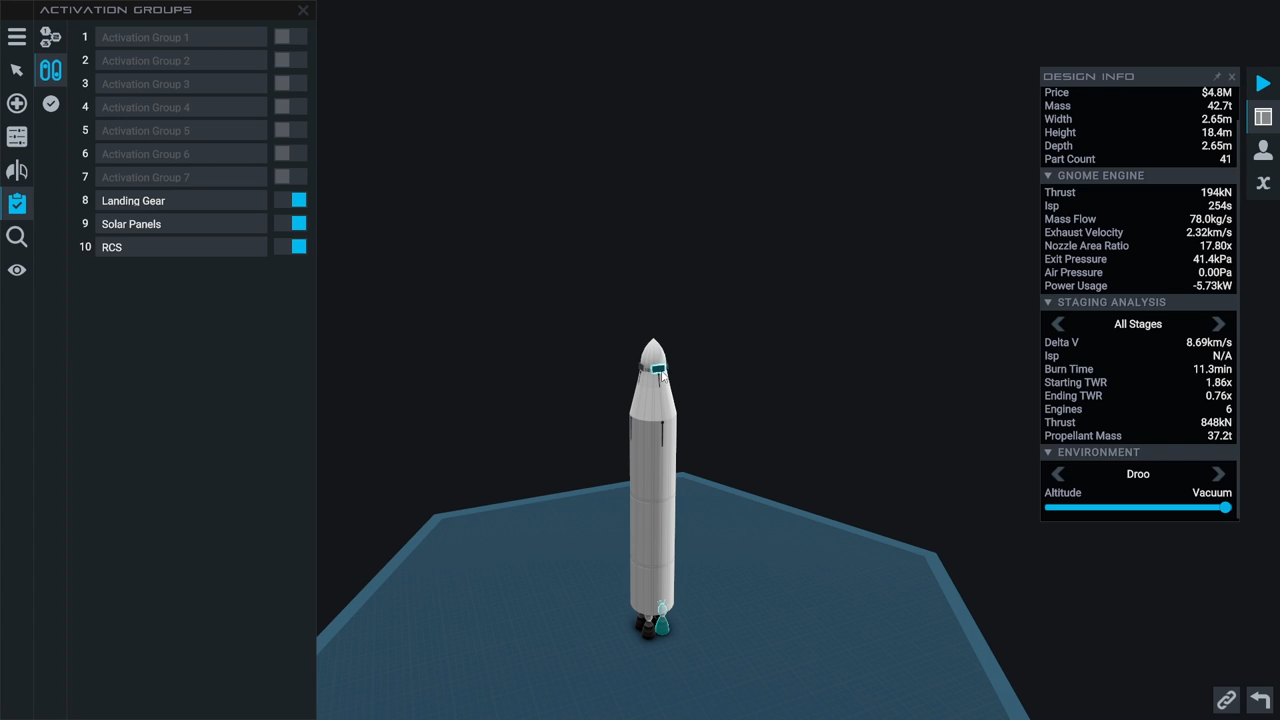 ACTIVATION GROUPS
1 Activation Group 1
2 Activation Group 2
3 Activation Group 3
4 Activation Group 4
5 Activation Group 5
6 Activation Group 6
7 Activation Group 7
8 Landing Gear
9 Solar Panels
10 RCS
DESIGN INFO
Price $4.8M
Mass 42.7t
Width 2.65m
Height 18.4m
Depth 2.65m
Part Count 41
GNOME ENGINE
Thrust 194kN
Isp 254s
Mass Flow 78.0kg/s
Exhaust Velocity 2.32km/s
Nozzle Area Ratio 17.80x
Exit Pressure 41.4kPa
Air Pressure 0.00Pa
Power Usage -5.73kW
STAGING ANALYSIS
All Stages
Delta V 8.69km/s
Isp N/A
Burn Time 11.3min
Starting TWR 1.86x
Ending TWR 0.76x
Engines 6
Thrust 848kN
Propellant Mass 37.2t
ENVIRONMENT
Droo
Altitude Vacuum